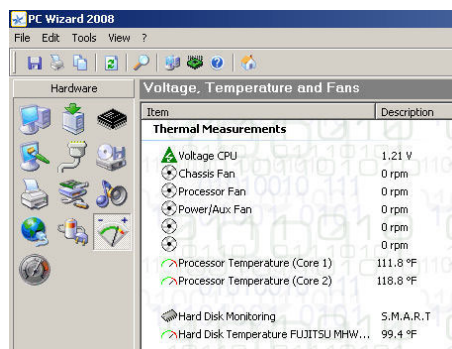 PC Wizard 2008
File Edit Tools View ?
Hardware
Voltage, Temperature and Fans
Item Description
Thermal Measurements
Voltage CPU 1.21 V
Chassis Fan 0 rpm
Processor Fan 0 rpm
Power/Aux Fan 0 rpm
0 rpm
0 rpm
Processor Temperature (Core 1) 111.8 °F
Processor Temperature (Core 2) 118.8 °F
Hard Disk Monitoring S.M.A.R.T
Hard Disk Temperature FUJITSU MHW... 99.4 °F